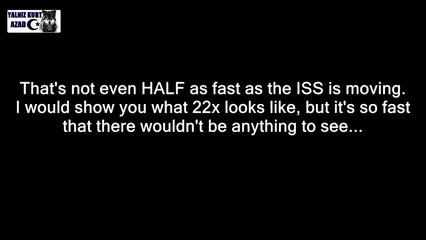 YALNIZ KURT
AZAD
That's not even HALF as fast as the ISS is moving.
I would show you what 22x looks like, but it's so fast
that there wouldn't be anything to see...